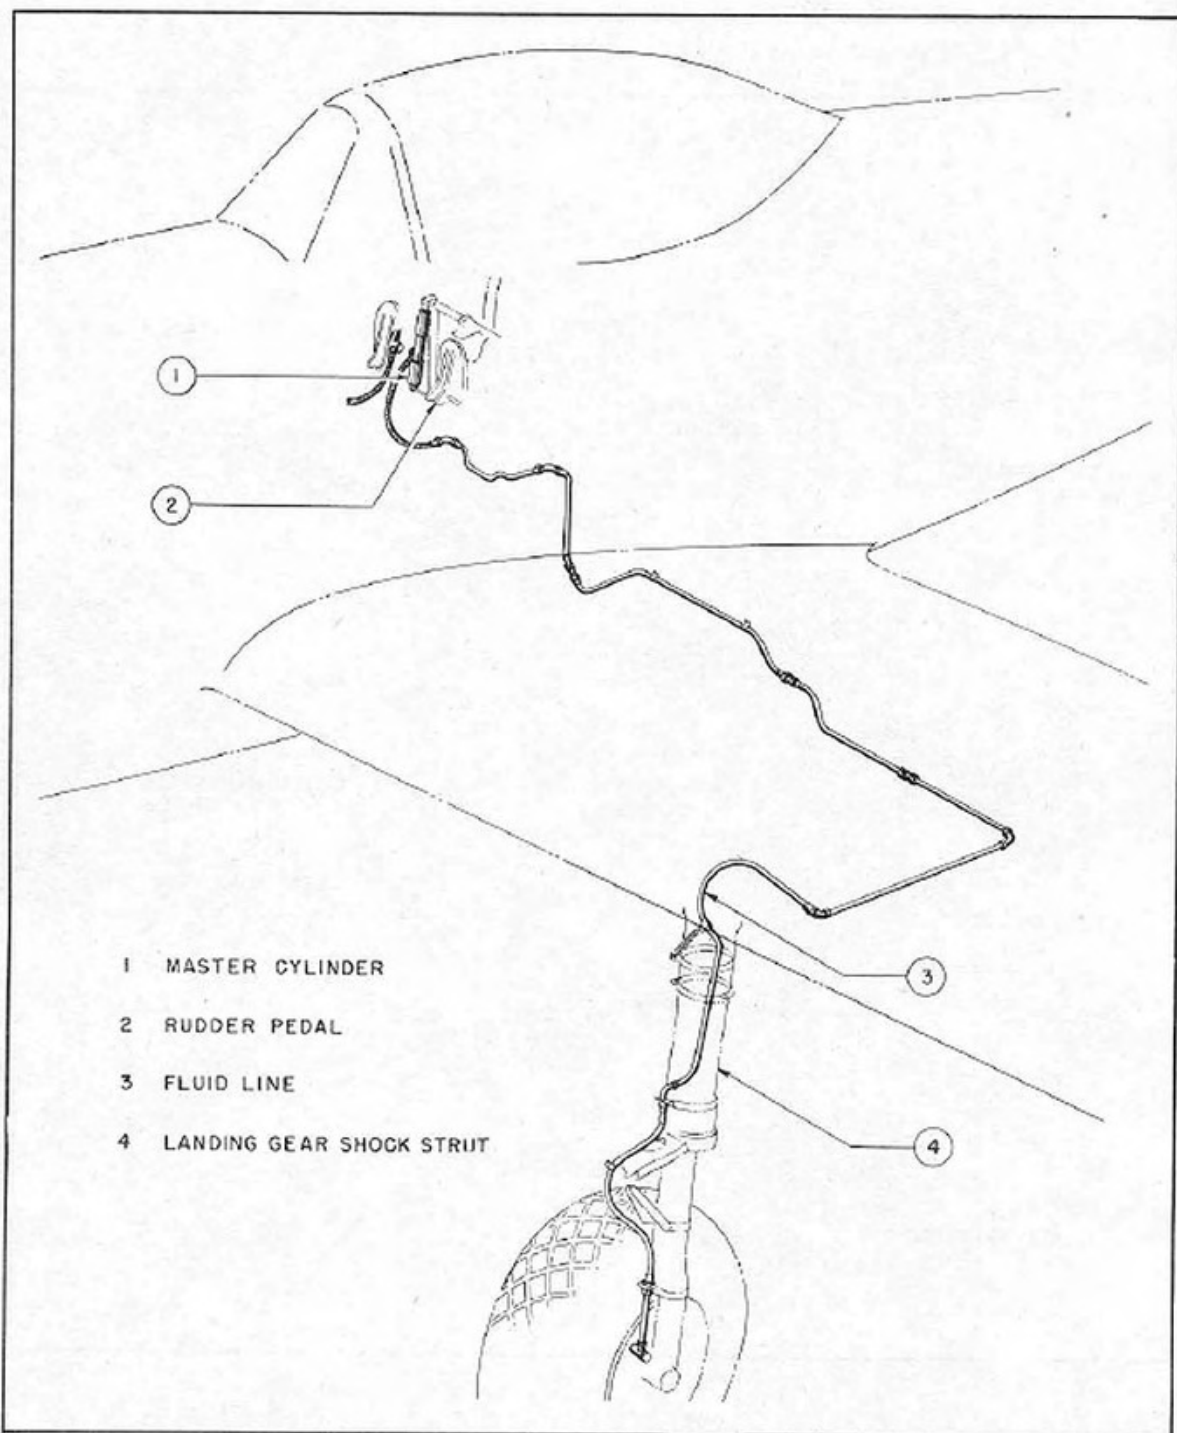 1
2
3
1 MASTER CYLINDER
2 RUDDER PEDAL
3 FLUID LINE
4 LANDING GEAR SHOCK STRUT
4